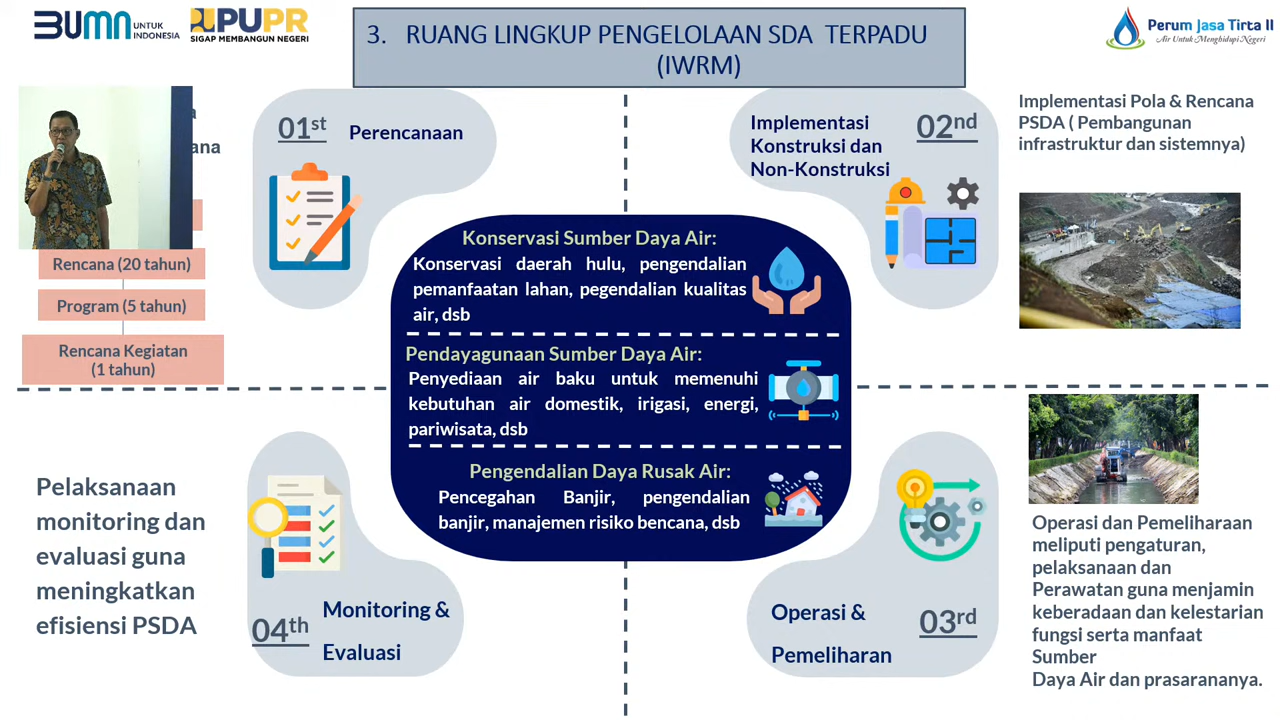 BUMN UNTUK INDONESIA
PUPR
SIGAP MEMBANGUN NEGERI
3. RUANG LINGKUP PENGELOLAAN SDA TERPADU
(IWRM)
Perum Jasa Tirta II
Air Untuk Menghidupi Negeri
01st
Perencanaan
Rencana (20 tahun)
Program (5 tahun)
Rencana Kegiatan
(1 tahun)
Implementasi
Konstruksi dan
Non-Konstruksi
02nd
Implementasi Pola & Rencana
PSDA ( Pembangunan
infrastruktur dan sistemnya)
Konservasi Sumber Daya Air:
Konservasi daerah hulu, pengendalian
pemanfaatan lahan, pegendalian kualitas
air, dsb
Pendayagunaan Sumber Daya Air:
Penyediaan air baku untuk memenuhi
kebutuhan air domestik, irigasi, energi,
pariwisata, dsb
Pengendalian Daya Rusak Air:
Pencegahan Banjir, pengendalian
banjir, manajemen risiko bencana, dsb
Pelaksanaan
monitoring dan
evaluasi guna
meningkatkan
efisiensi PSDA
04th
Monitoring &
Evaluasi
Operasi &
Pemeliharan
03rd
Operasi dan Pemeliharaan
meliputi pengaturan,
pelaksanaan dan
Perawatan guna menjamin
keberadaan dan kelestarian
fungsi serta manfaat
Sumber
Daya Air dan prasarananya.